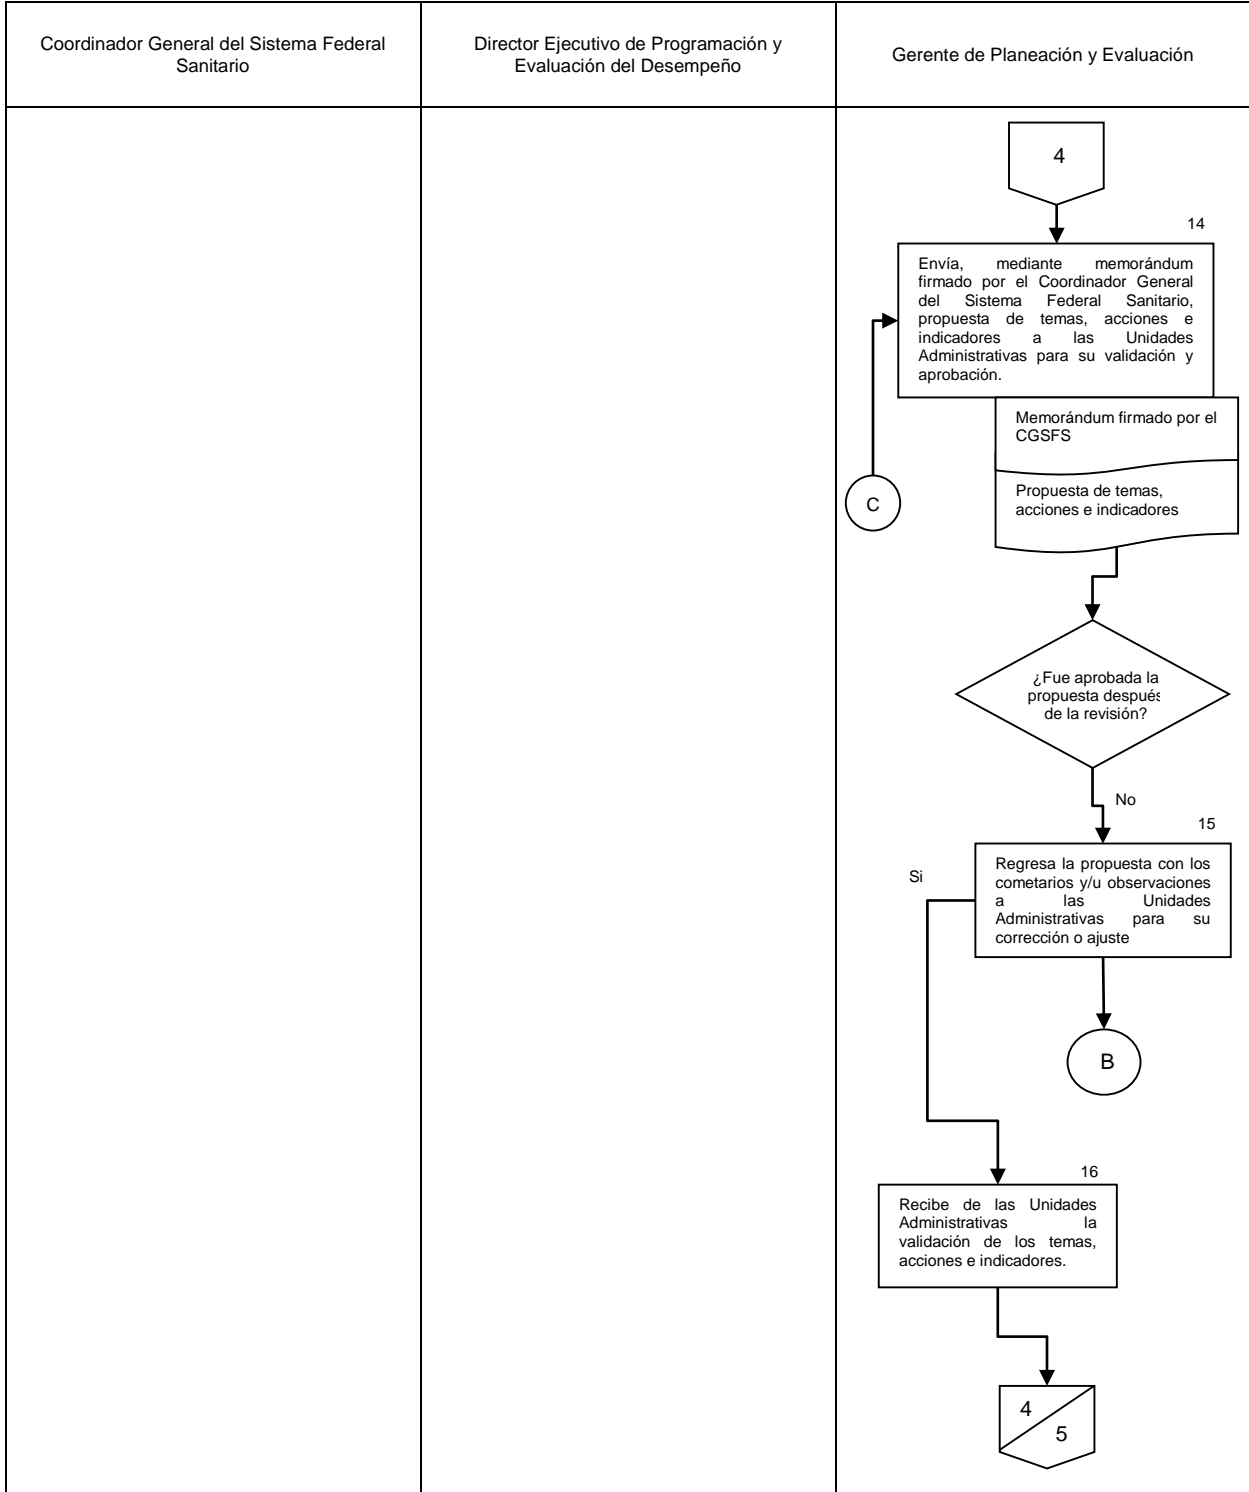 Coordinador General del Sistema Federal
Sanitario
Director Ejecutivo de Programación y
Evaluación del Desempeño
Gerente de Planeación y Evaluación
4
14
Envía, mediante memorándum
firmado por el Coordinador General
del Sistema Federal Sanitario,
propuesta de temas, acciones e
indicadores a las Unidades
Administrativas para su validación y
aprobación.
Memorándum firmado por el
CGSFS
Propuesta de temas,
acciones e indicadores
C
¿Fue aprobada la
propuesta después
de la revisión?
No
15
Si
Regresa la propuesta con los
cometarios y/u observaciones
a las Unidades
Administrativas para su
corrección o ajuste
B
16
Recibe de las Unidades
Administrativas la
validación de los temas,
acciones e indicadores.
4
5